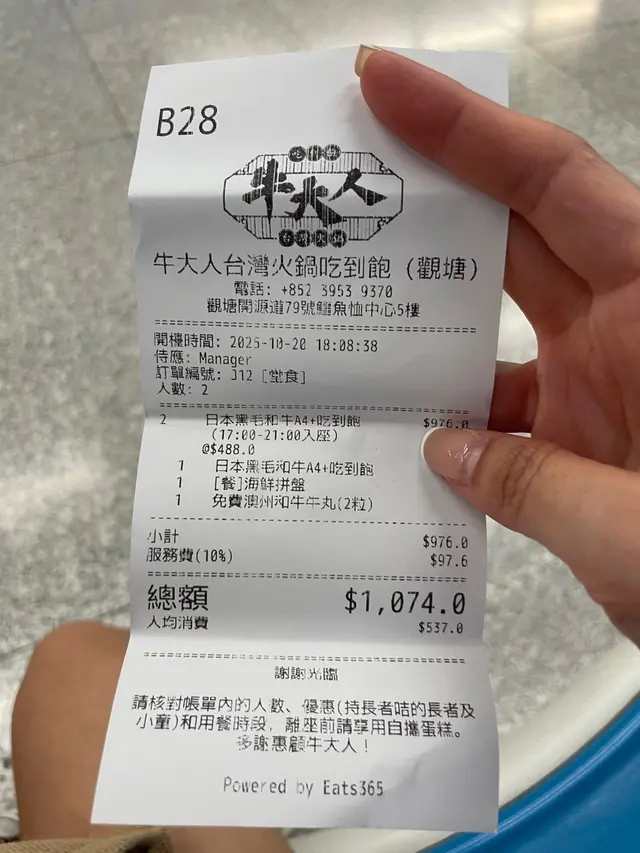 B28
吃到飽
牛大人
台灣火鍋
牛大人台灣火鍋吃到飽 (觀塘)
電話: +852 3953 9370
觀塘開源道79號鱷魚恤中心5樓
開檯時間: 2025-10-20 18:08:38
侍應: Manager
訂單編號: 312 [堂食]
人數: 2
2 日本黑毛和牛A4+吃到飽 $976.0
(17:00-21:00入座)
@$488.0
1 日本黑毛和牛A4+吃到飽
1 [餐]海鮮拼盤
1 免費澳州和牛牛丸(2粒)
小計 $976.0
服務費(10%) $97.6
總額 $1,074.0
人均消費 $537.0
謝謝光臨
請核對帳單內的人數、優惠(持長者咭的長者及
小童)和用餐時段, 離座前請享用自攜蛋糕。
多謝惠顧牛大人！
Powered by Eats365